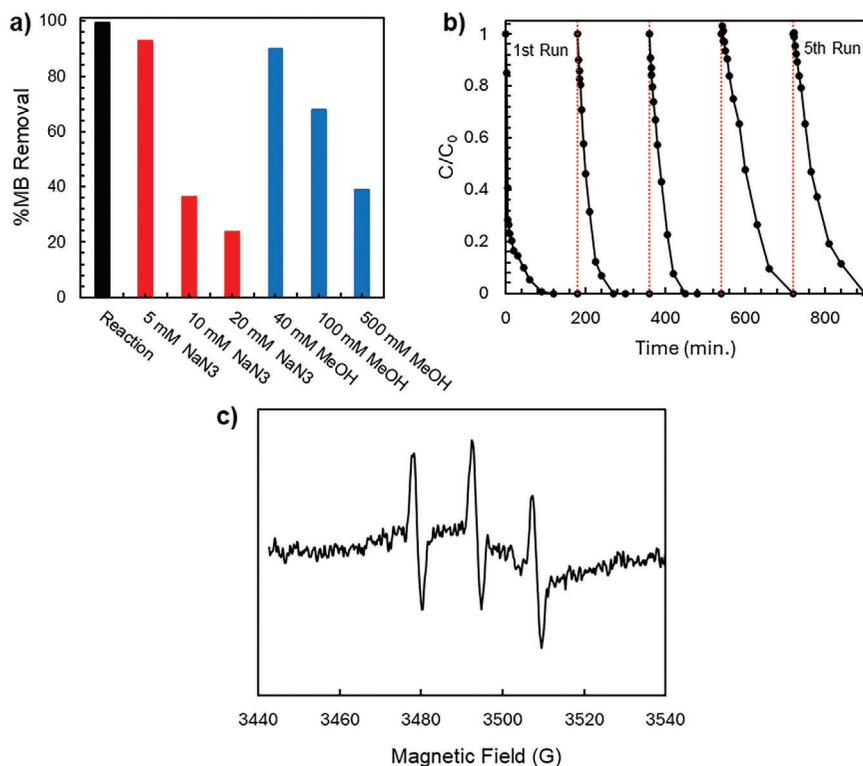 a)
%MB Removal
100
80
60
40
20
0
Reaction
5 mM NaN3
10 mM NaN3
20 mM NaN3
40 mM MeOH
100 mM MeOH
500 mM MeOH
b)
C/C0
1
0.8
0.6
0.4
0.2
0
1st Run
5th Run
0 200 400 600 800
Time (min.)
c)
3440 3460 3480 3500 3520 3540
Magnetic Field (G)